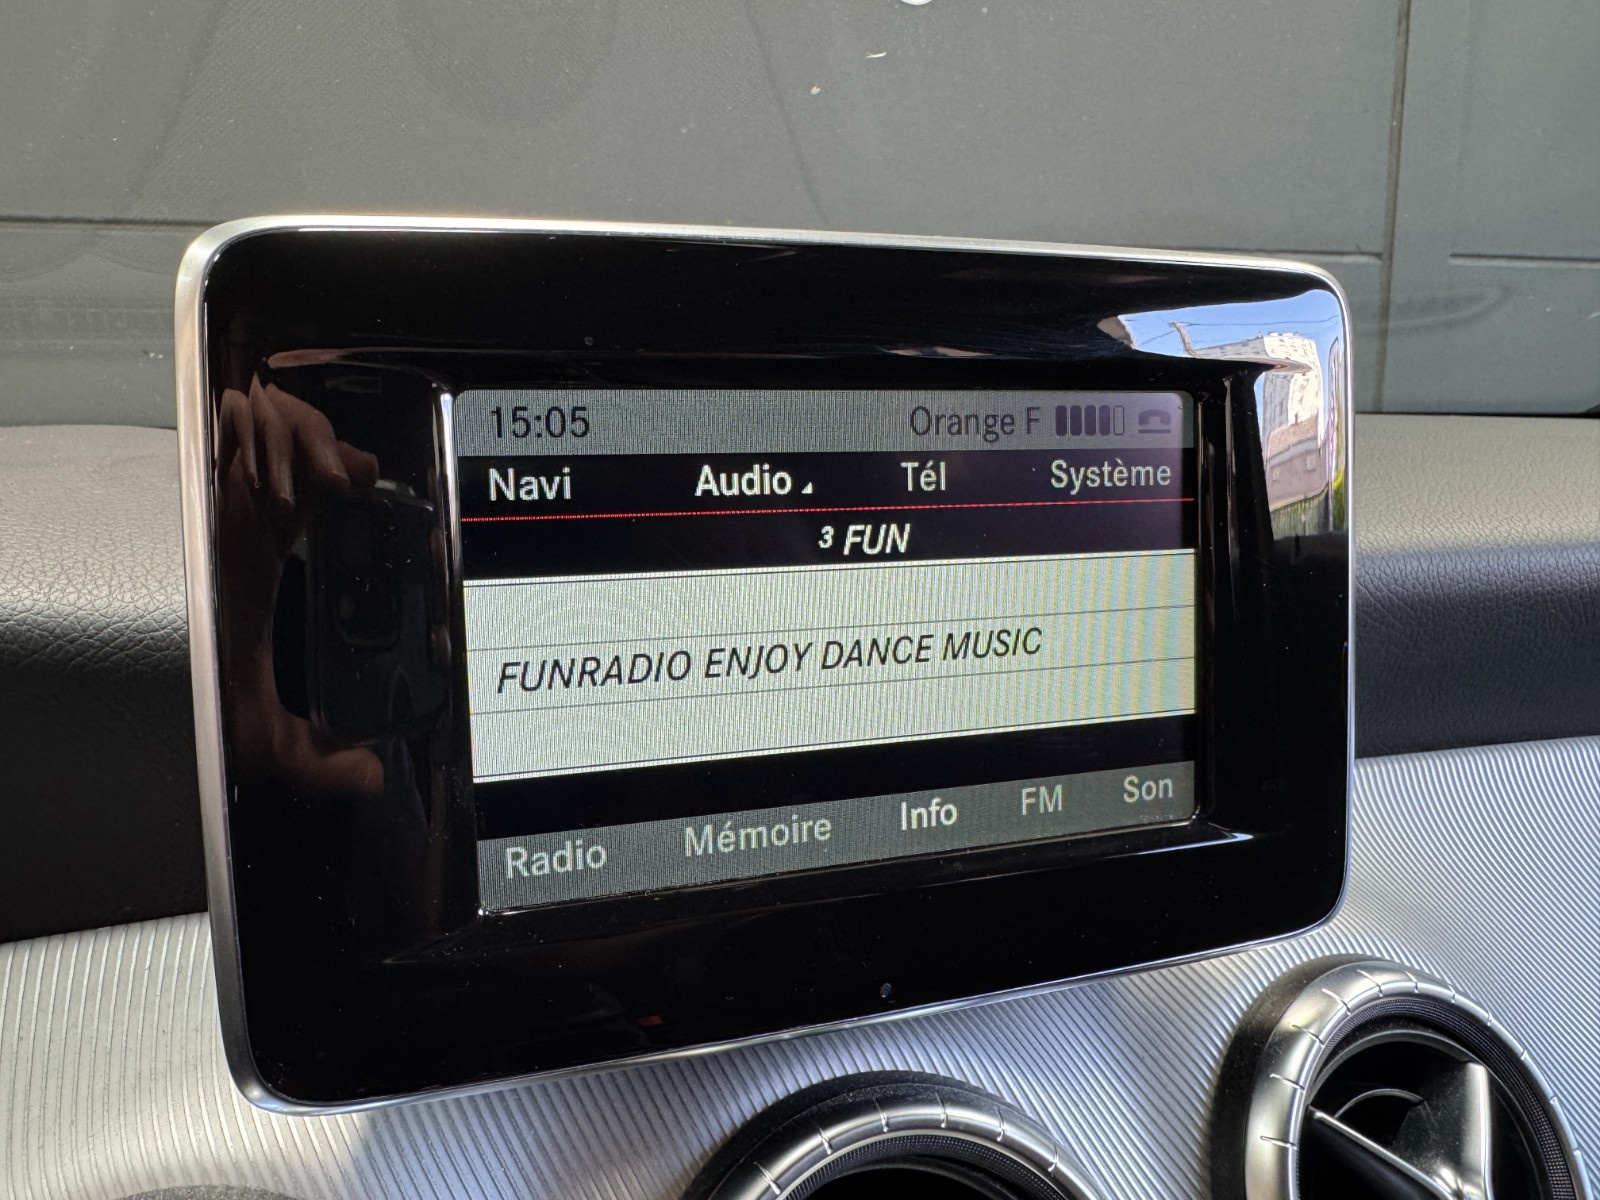 15:05 Orange F
Navi Audio Tél Système
3 FUN
FUNRADIO ENJOY DANCE MUSIC
Radio Mémoire Info FM Son